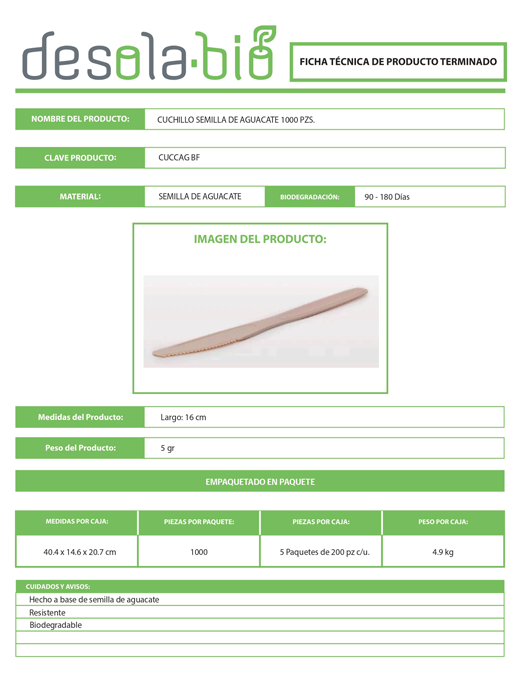 desola·bio
FICHA TÉCNICA DE PRODUCTO TERMINADO
NOMBRE DEL PRODUCTO: CUCHILLO SEMILLA DE AGUACATE 1000 PZS.
CLAVE PRODUCTO: CUCCAG BF
MATERIAL: SEMILLA DE AGUACATE BIODEGRADACIÓN: 90 - 180 Días
IMAGEN DEL PRODUCTO:
Medidas del Producto: Largo: 16 cm
Peso del Producto: 5 gr
EMPAQUETADO EN PAQUETE
MEDIDAS POR CAJA: PIEZAS POR PAQUETE: PIEZAS POR CAJA: PESO POR CAJA:
40.4 x 14.6 x 20.7 cm 1000 5 Paquetes de 200 pz c/u. 4.9 kg
CUIDADOS Y AVISOS:
Hecho a base de semilla de aguacate
Resistente
Biodegradable